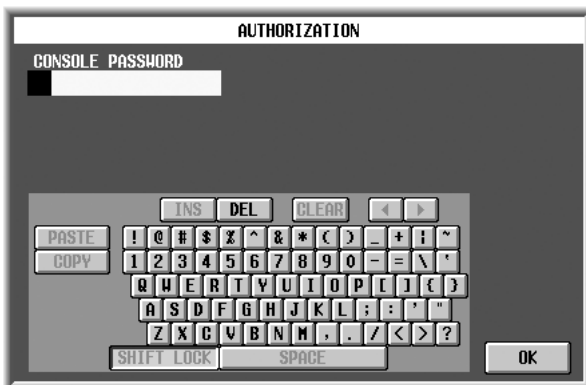 AUTHORIZATION
CONSOLE PASSWORD
INS DEL CLEAR
PASTE ! @ # $ % ^ & * ( ) _ + ¦ ~
COPY 1 2 3 4 5 6 7 8 9 0 - = \ `
Q W E R T Y U I O P [ ] { }
A S D F G H J K L ; : ' "
Z X C V B N M , . / < > ?
SHIFT LOCK SPACE OK